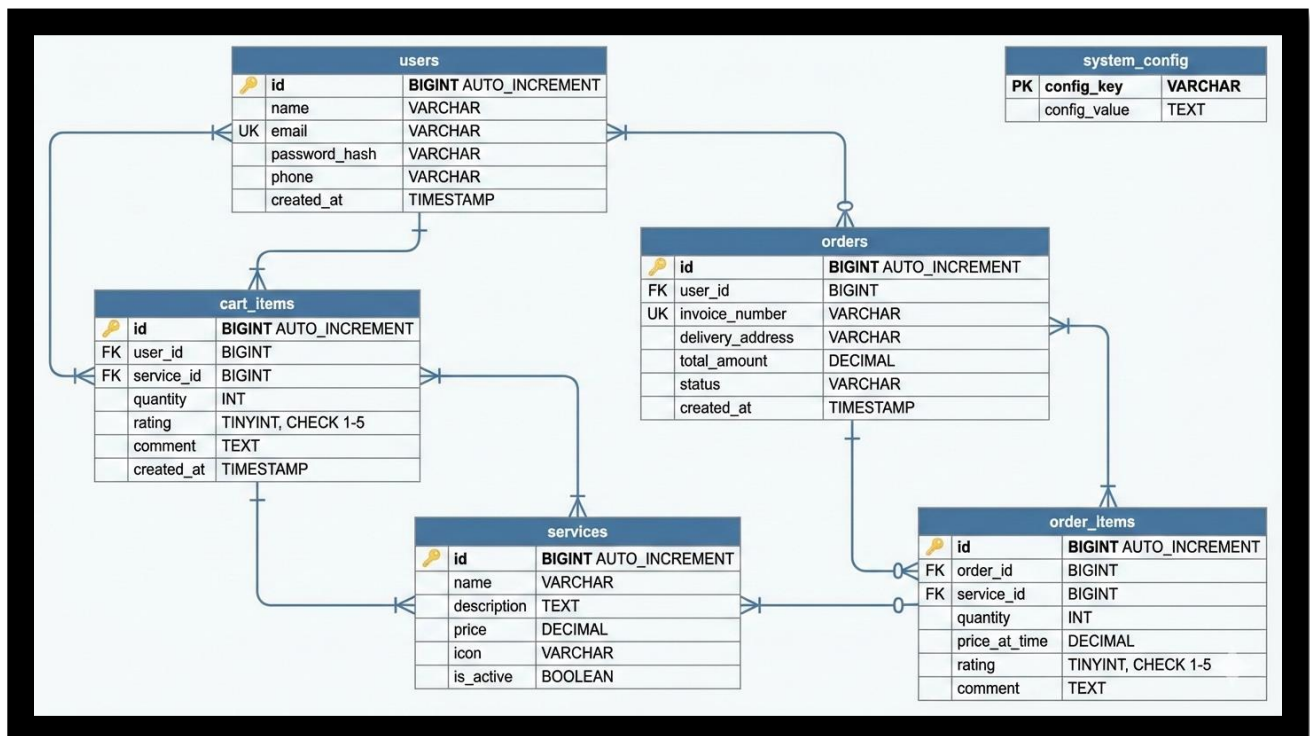 users
id BIGINT AUTO_INCREMENT
name VARCHAR
UK email VARCHAR
password_hash VARCHAR
phone VARCHAR
created_at TIMESTAMP
system_config
PK config_key VARCHAR
config_value TEXT
orders
id BIGINT AUTO_INCREMENT
FK user_id BIGINT
UK invoice_number VARCHAR
delivery_address VARCHAR
total_amount DECIMAL
status VARCHAR
created_at TIMESTAMP
cart_items
id BIGINT AUTO_INCREMENT
FK user_id BIGINT
FK service_id BIGINT
quantity INT
rating TINYINT, CHECK 1-5
comment TEXT
created_at TIMESTAMP
services
id BIGINT AUTO_INCREMENT
name VARCHAR
description TEXT
price DECIMAL
icon VARCHAR
is_active BOOLEAN
order_items
id BIGINT AUTO_INCREMENT
FK order_id BIGINT
FK service_id BIGINT
quantity INT
price_at_time DECIMAL
rating TINYINT, CHECK 1-5
comment TEXT